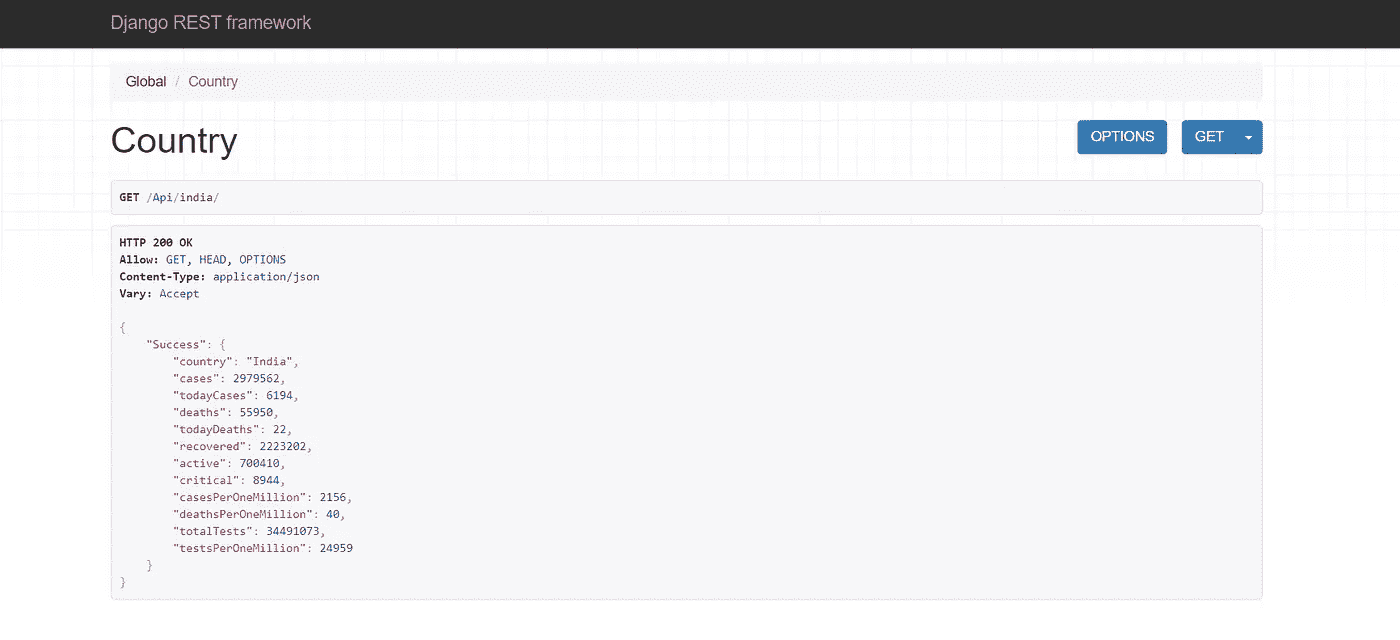 Django REST framework
Global / Country
Country
OPTIONS
GET
GET /Api/india/
HTTP 200 OK
Allow: GET, HEAD, OPTIONS
Content-Type: application/json
Vary: Accept
{
    "Success": {
        "country": "India",
        "cases": 2979562,
        "todayCases": 6194,
        "deaths": 55950,
        "todayDeaths": 22,
        "recovered": 2223202,
        "active": 700410,
        "critical": 8944,
        "casesPerOneMillion": 2156,
        "deathsPerOneMillion": 40,
        "totalTests": 34491073,
        "testsPerOneMillion": 24959
    }
}